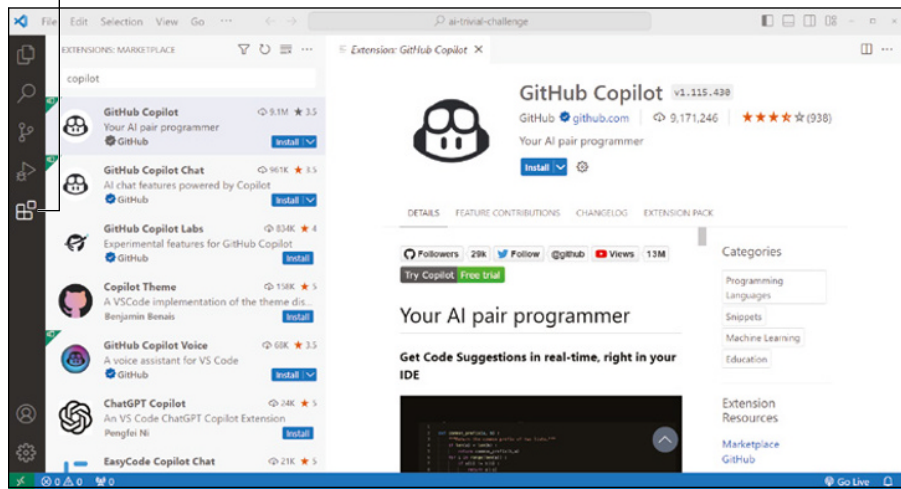 File Edit Selection View Go ··· ai-trivial-challenge
EXTENSIONS: MARKETPLACE
copilot
GitHub Copilot 9.1M ★ 3.5
Your AI pair programmer
GitHub Install
GitHub Copilot Chat 961K ★ 3.5
AI chat features powered by Copilot
GitHub Install
GitHub Copilot Labs 834K ★ 4
Experimental features for GitHub Copilot
GitHub Install
Copilot Theme 158K ★ 5
A VSCode implementation of the theme dis...
Benjamin Benais Install
GitHub Copilot Voice 68K ★ 3.5
A voice assistant for VS Code
GitHub Install
ChatGPT Copilot 24K ★ 5
An VS Code ChatGPT Copilot Extension
Pengfei Ni Install
EasyCode Copilot Chat 21K ★ 5
Extension: GitHub Copilot
GitHub Copilot v1.115.430
GitHub github.com 9,171,246 (938)
Your AI pair programmer
Install
DETAILS FEATURE CONTRIBUTIONS CHANGELOG EXTENSION PACK
Followers 29k Follow @github Views 13M
Try Copilot Free trial
Your AI pair programmer
Get Code Suggestions in real-time, right in your
IDE
Categories
Programming
Languages
Snippets
Machine Learning
Education
Extension
Resources
Marketplace
GitHub
0 0 0 Go Live